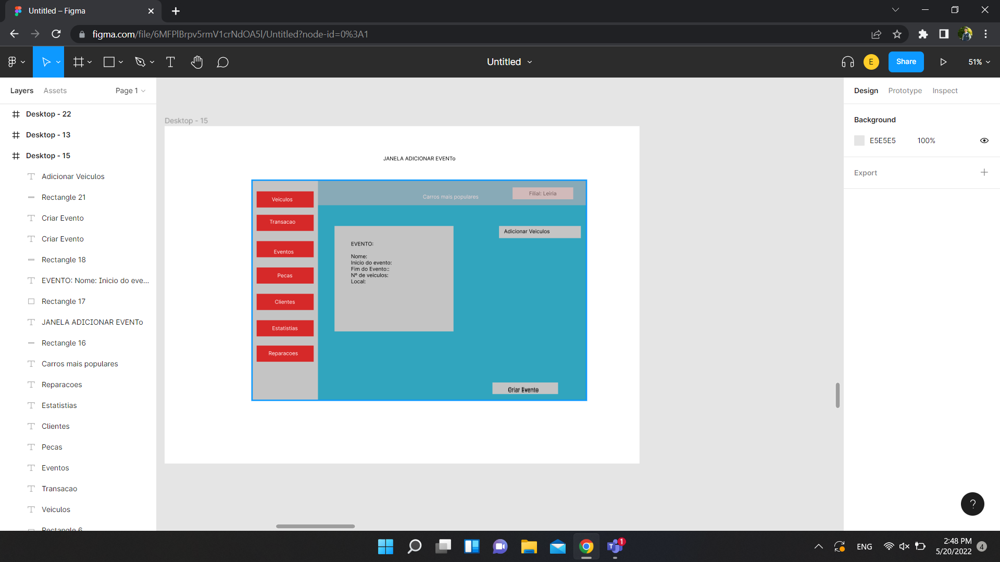 Untitled – Figma
figma.com/file/6MFPlBrpv5rmV1crNdOA5l/Untitled?node-id=0%3A1
Untitled
E
Share
51%
Layers
Assets
Page 1
Desktop - 22
Desktop - 13
Desktop - 15
Adicionar Veiculos
Rectangle 21
Criar Evento
Criar Evento
Rectangle 18
EVENTO: Nome: Inicio do eve...
Rectangle 17
JANELA ADICIONAR EVENTo
Rectangle 16
Carros mais populares
Reparacoes
Estatistias
Clientes
Pecas
Eventos
Transacao
Veiculos
Rectangle 6
Desktop - 15
JANELA ADICIONAR EVENTo
Veiculos
Transacao
Eventos
Pecas
Clientes
Estatistias
Reparacoes
Carros mais populares
Filial: Leiria
EVENTO:
Nome:
Inicio do evento:
Fim do Evento::
Nº de veiculos:
Local:
Adicionar Veiculos
Criar Evento
Criar Evento
Design
Prototype
Inspect
Background
E5E5E5
100%
Export
?
T
1
ENG
2:48 PM
5/20/2022
4